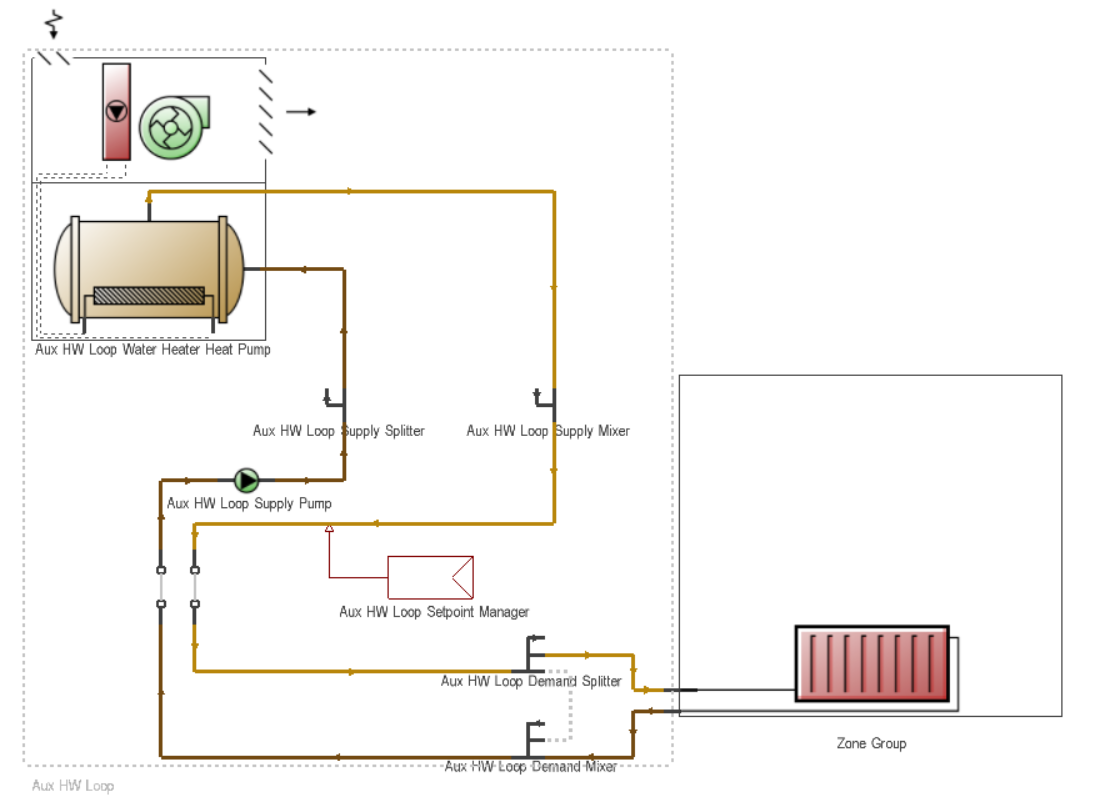 Aux HW Loop Water Heater Heat Pump
Aux HW Loop Supply Splitter
Aux HW Loop Supply Mixer
Aux HW Loop Supply Pump
Aux HW Loop Setpoint Manager
Aux HW Loop Demand Splitter
Zone Group
Aux HW Loop Demand Mixer
Aux HW Loop